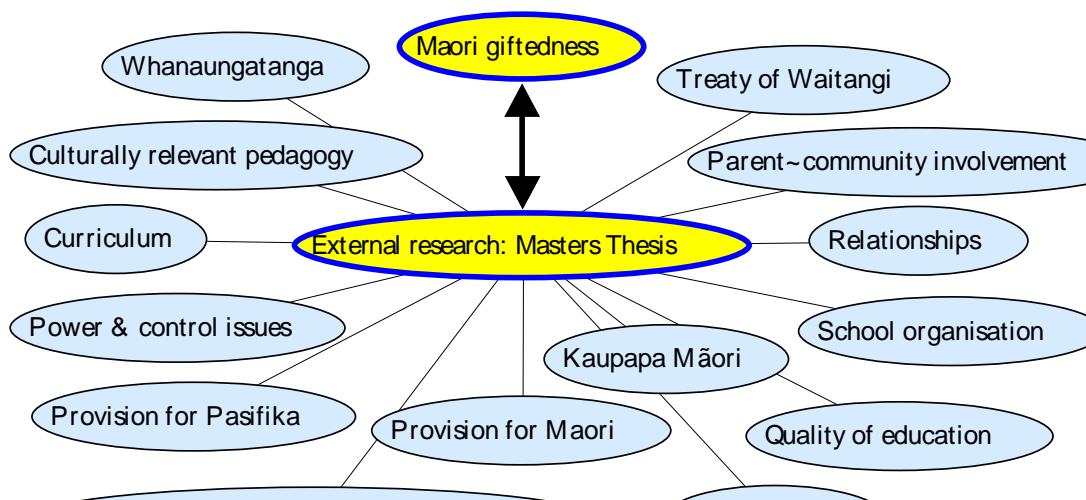 Maori giftedness
Whanaungatanga
Treaty of Waitangi
Culturally relevant pedagogy
Parent~community involvement
Curriculum
External research: Masters Thesis
Relationships
Power & control issues
School organisation
Kaupapa Mãori
Provision for Pasifika
Provision for Maori
Quality of education